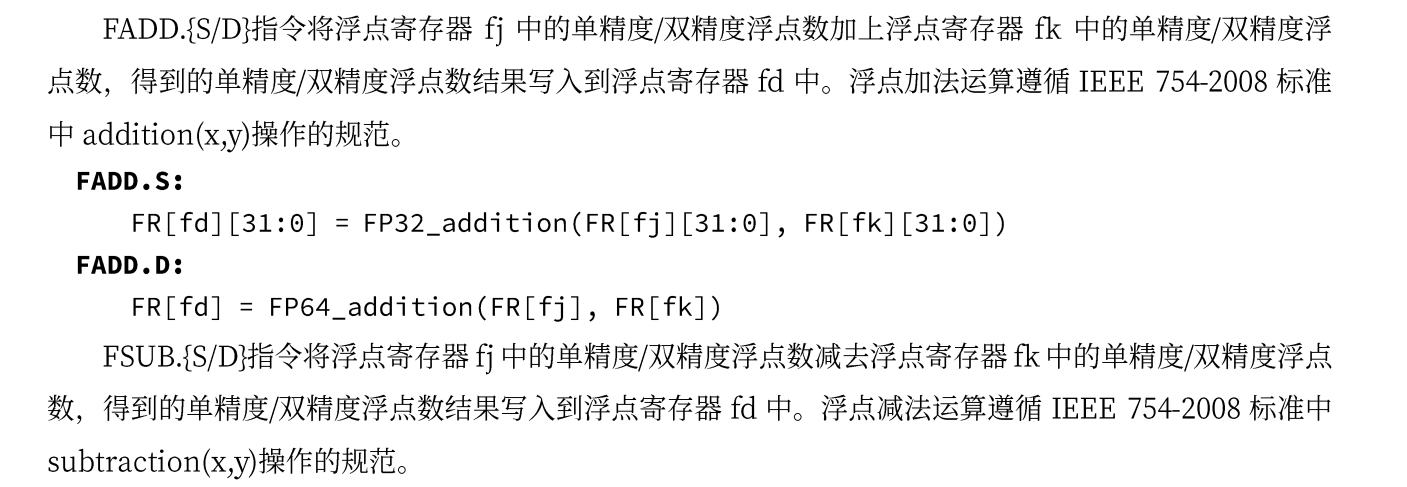 FADD.{S/D}指令将浮点寄存器 fj 中的单精度/双精度浮点数加上浮点寄存器 fk 中的单精度/双精度浮
点数，得到的单精度/双精度浮点数结果写入到浮点寄存器 fd 中。浮点加法运算遵循 IEEE 754-2008 标准
中 addition(x,y)操作的规范。
FADD.S:
FR[fd][31:0] = FP32_addition(FR[fj][31:0], FR[fk][31:0])
FADD.D:
FR[fd] = FP64_addition(FR[fj], FR[fk])
FSUB.{S/D}指令将浮点寄存器 fj 中的单精度/双精度浮点数减去浮点寄存器 fk 中的单精度/双精度浮点
数，得到的单精度/双精度浮点数结果写入到浮点寄存器 fd 中。浮点减法运算遵循 IEEE 754-2008 标准中
subtraction(x,y)操作的规范。